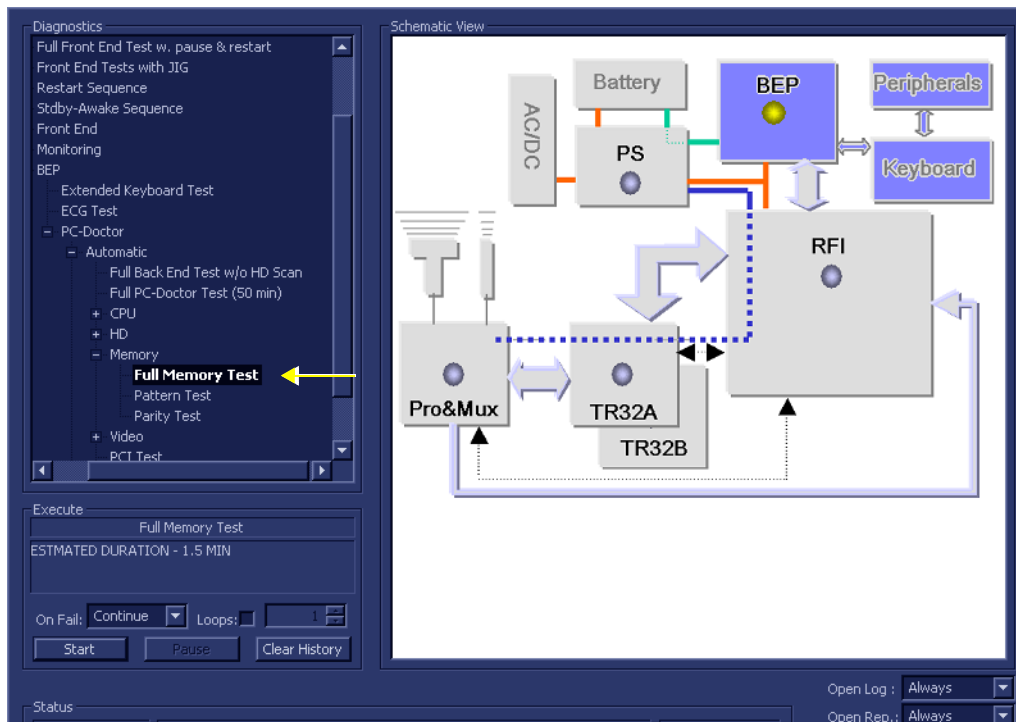 Diagnostics
Full Front End Test w. pause & restart
Front End Tests with JIG
Restart Sequence
Stdby-Awake Sequence
Front End
Monitoring
BEP
Extended Keyboard Test
ECG Test
PC-Doctor
Automatic
Full Back End Test w/o HD Scan
Full PC-Doctor Test (50 min)
CPU
HD
Memory
Full Memory Test
Pattern Test
Parity Test
Video
PCI Test
Execute
Full Memory Test
ESTMATED DURATION - 1.5 MIN
On Fail: Continue Loops: 1
Start Pause Clear History
Schematic View
AC/DC
Battery
BEP
Peripherals
PS
Keyboard
RFI
Pro&Mux
TR32A
TR32B
Open Log : Always
Status
Open Rep.: Always